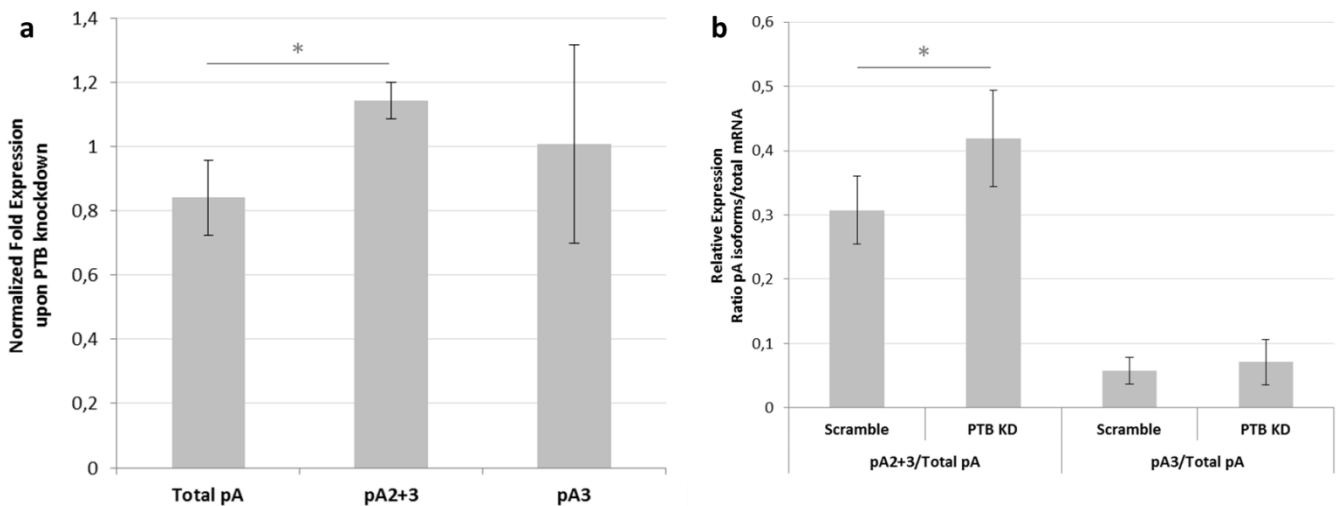 a
Normalized Fold Expression
upon PTB knockdown
1,4
1,2
1
0,8
0,6
0,4
0,2
0
*
Total pA pA2+3 pA3
b
Relative Expression
Ratio pA isoforms/total mRNA
0,6
0,5
0,4
0,3
0,2
0,1
0
*
Scramble PTB KD Scramble PTB KD
pA2+3/Total pA pA3/Total pA